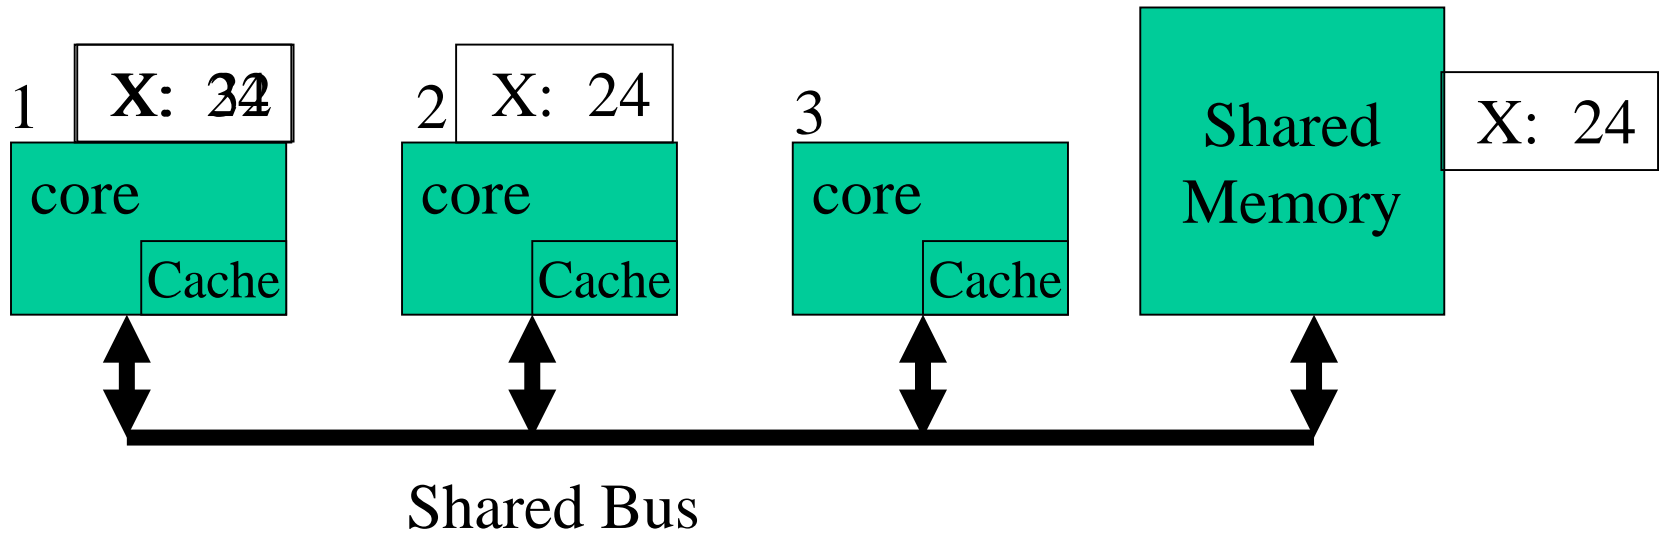 1
X:
2
X: 24
3
X: 24
core
Cache
core
Cache
core
Cache
Shared
Memory
Shared Bus